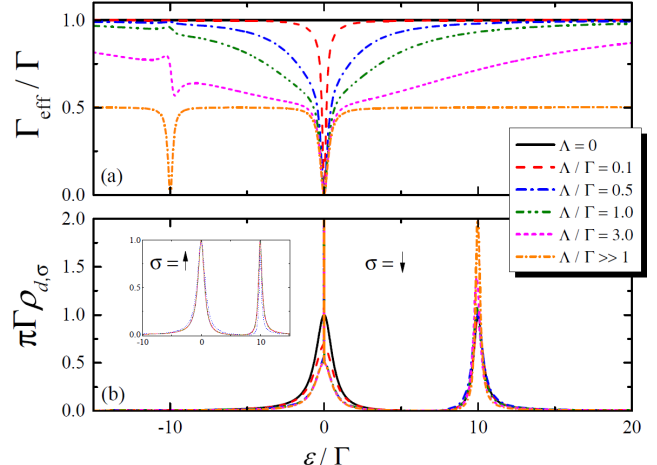 Γeff / Γ
1.0
0.5
0.0
(a)
Λ = 0
Λ / Γ = 0.1
Λ / Γ = 0.5
Λ / Γ = 1.0
Λ / Γ = 3.0
Λ / Γ >> 1
πΓρd,σ
2.0
1.5
1.0
0.5
0.0
1.0
0.5
0.0
-10 0 10
σ = ↑
σ = ↓
(b)
-10 0 10 20
ε / Γ